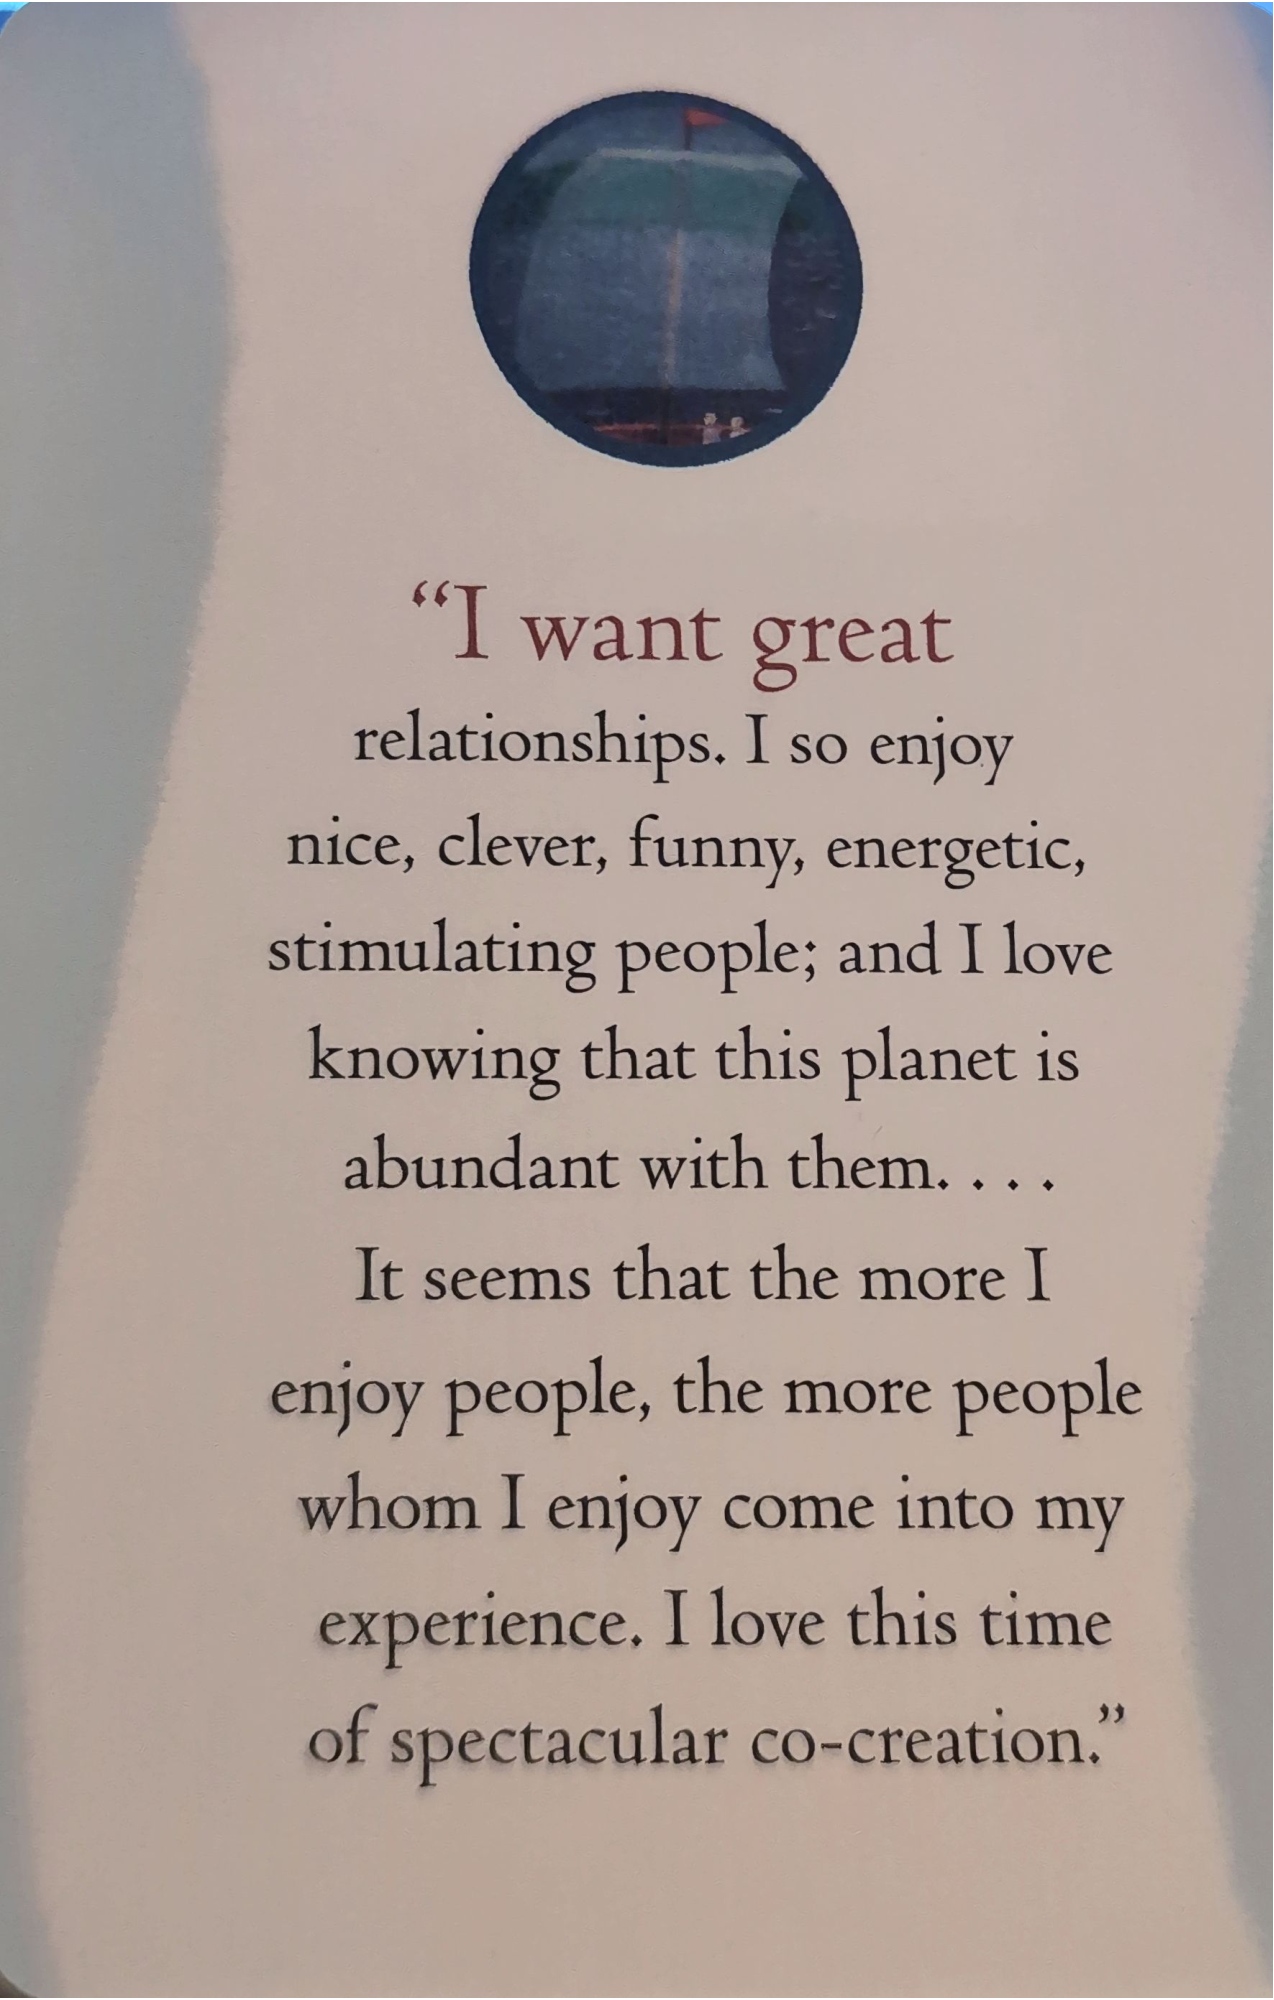 “I want great
relationships. I so enjoy
nice, clever, funny, energetic,
stimulating people; and I love
knowing that this planet is
abundant with them. . . .
It seems that the more I
enjoy people, the more people
whom I enjoy come into my
experience. I love this time
of spectacular co-creation.”